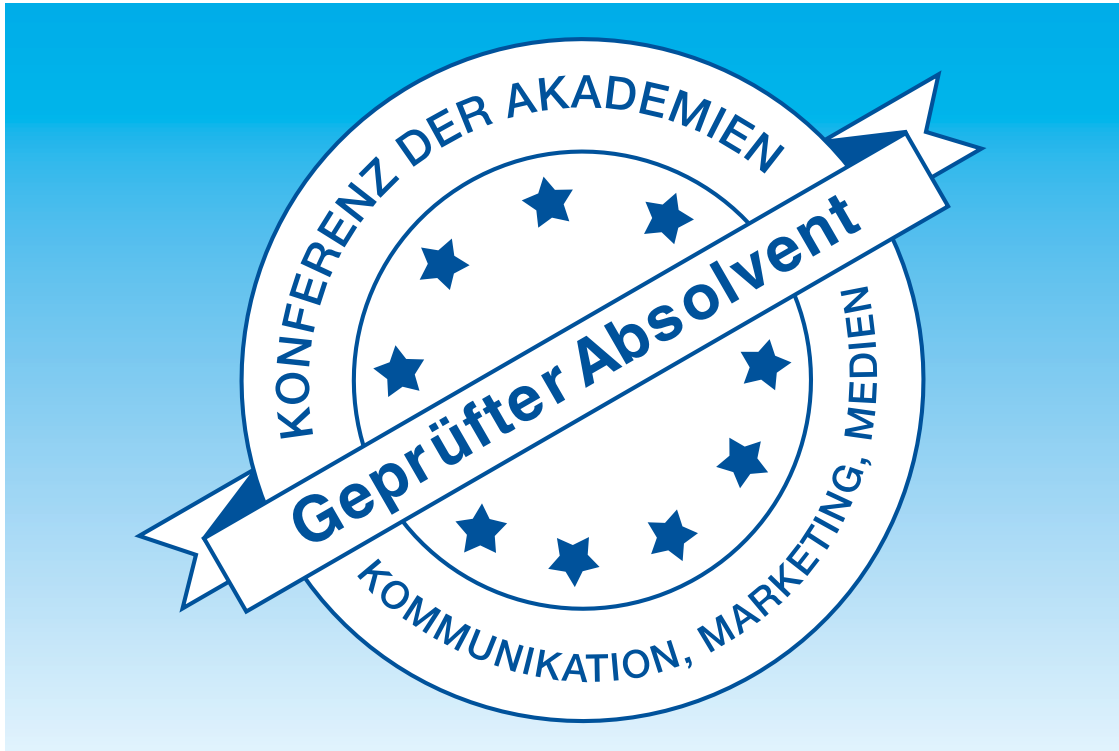 KONFERENZ DER AKADEMIEN
Geprüfter Absolvent
KOMMUNIKATION, MARKETING, MEDIEN